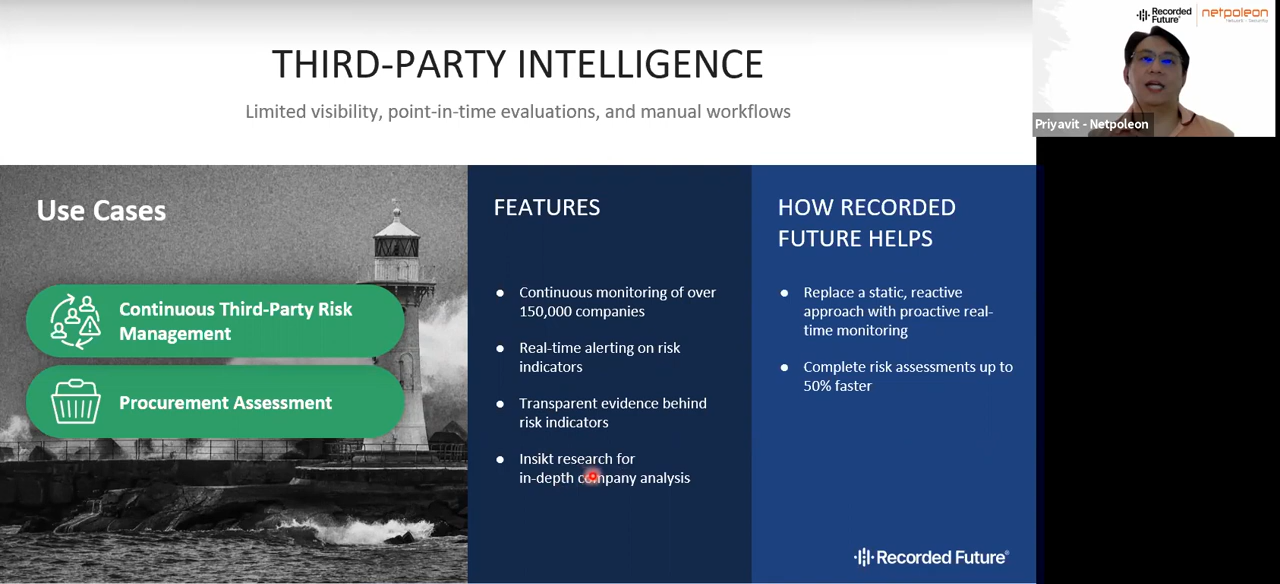 THIRD-PARTY INTELLIGENCE
Limited visibility, point-in-time evaluations, and manual workflows
Recorded
Future®
netpoleon
Priyavit - Netpoleon
Use Cases
Continuous Third-Party Risk
Management
Procurement Assessment
FEATURES
● Continuous monitoring of over
150,000 companies
● Real-time alerting on risk
indicators
● Transparent evidence behind
risk indicators
● Insikt research for
in-depth company analysis
HOW RECORDED
FUTURE HELPS
● Replace a static, reactive
approach with proactive real-
time monitoring
● Complete risk assessments up to
50% faster
Recorded Future®